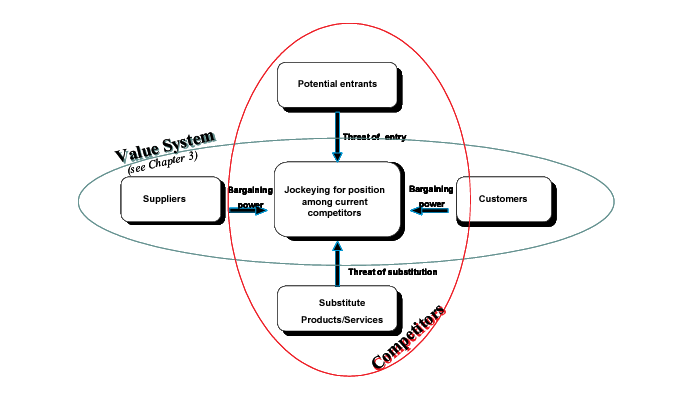 Potential entrants
Threat of entry
Value System
(see Chapter 3)
Suppliers
Bargaining
power
Jockeying for position
among current
competitors
Bargaining
power
Customers
Threat of substitution
Substitute
Products/Services
Competitors